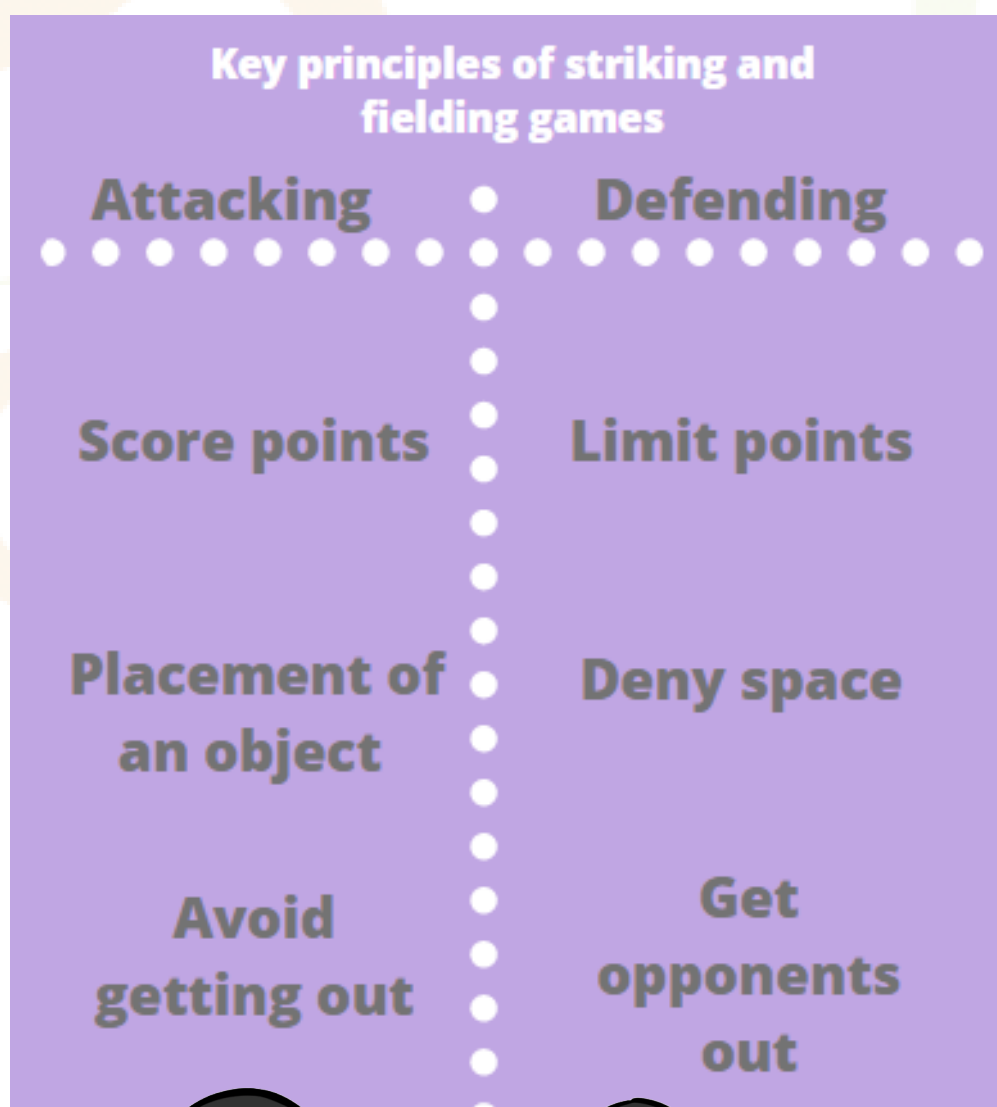 Key principles of striking and
fielding games
Attacking
Defending
Score points
Limit points
Placement of
an object
Deny space
Avoid
getting out
Get
opponents
out